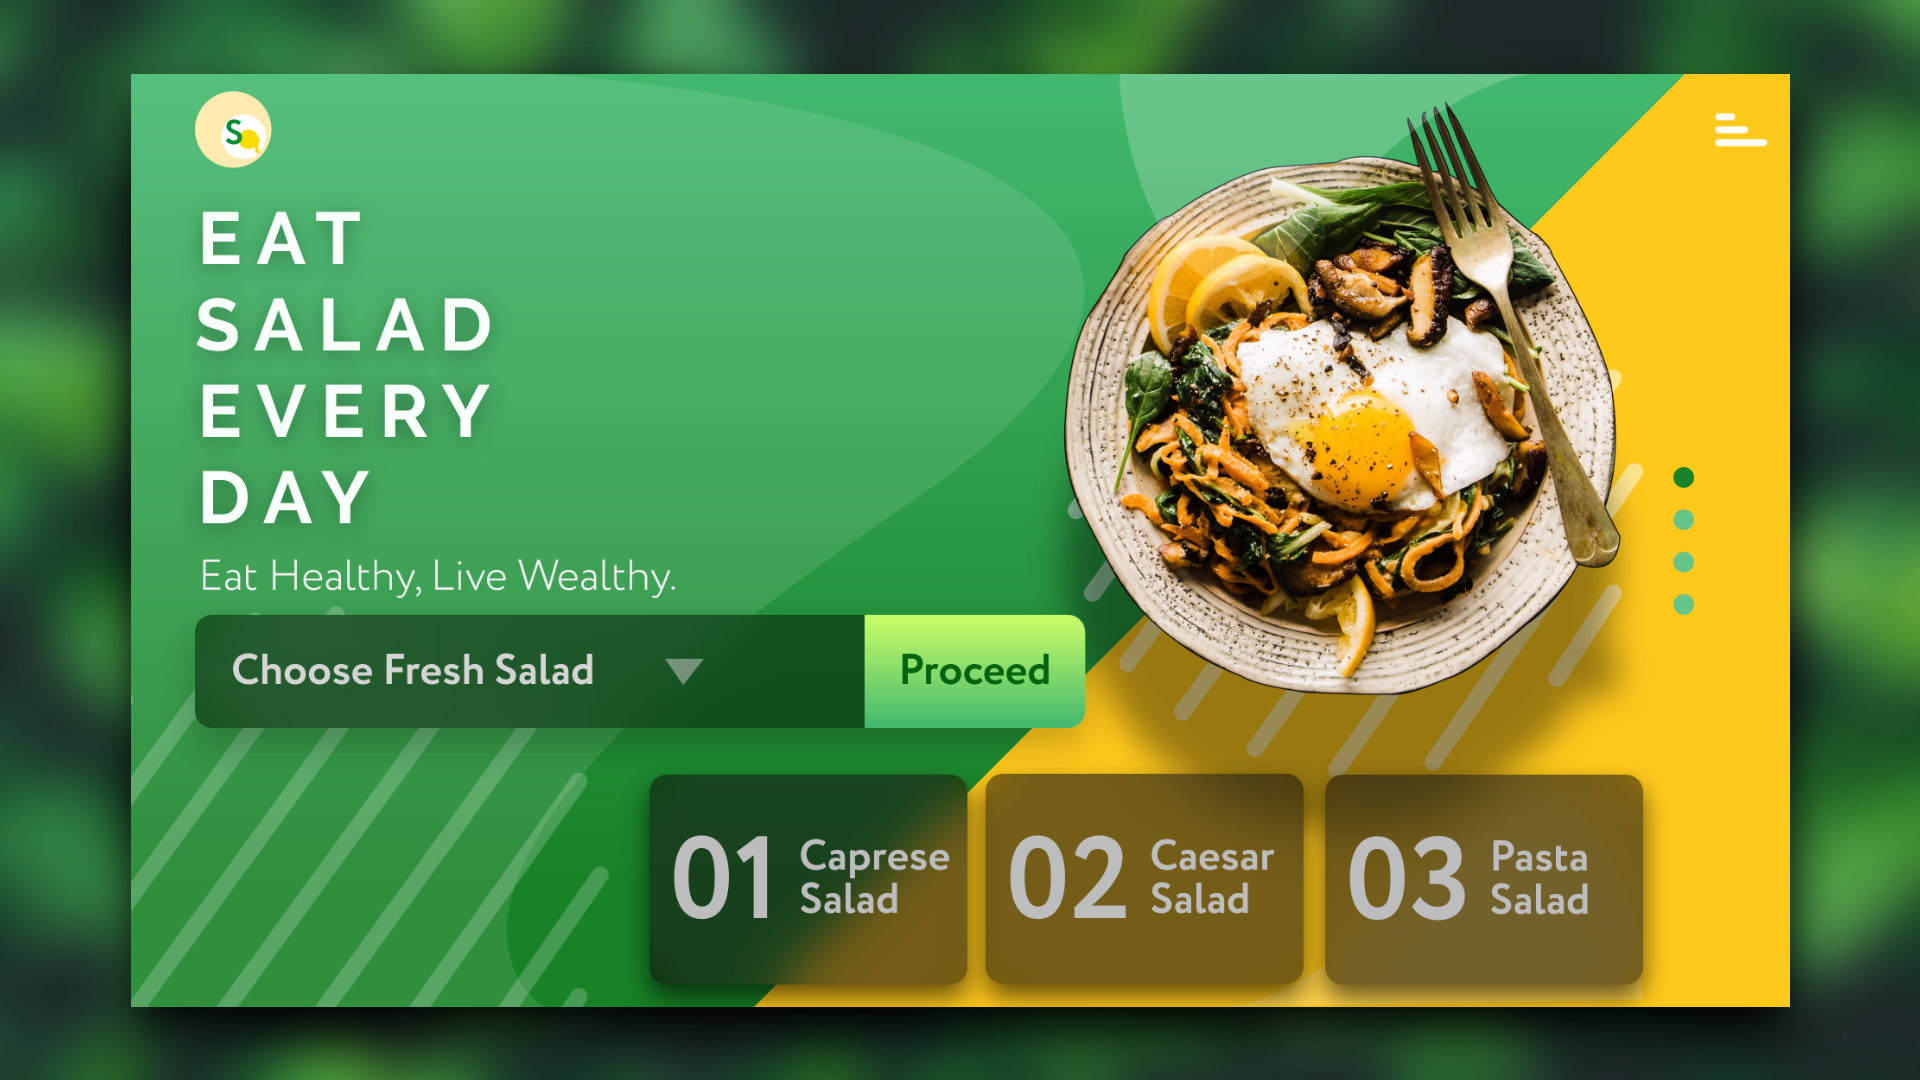 S
EAT
SALAD
EVERY
DAY
Eat Healthy, Live Wealthy.
Choose Fresh Salad
Proceed
01 Caprese
Salad
02 Caesar
Salad
03 Pasta
Salad